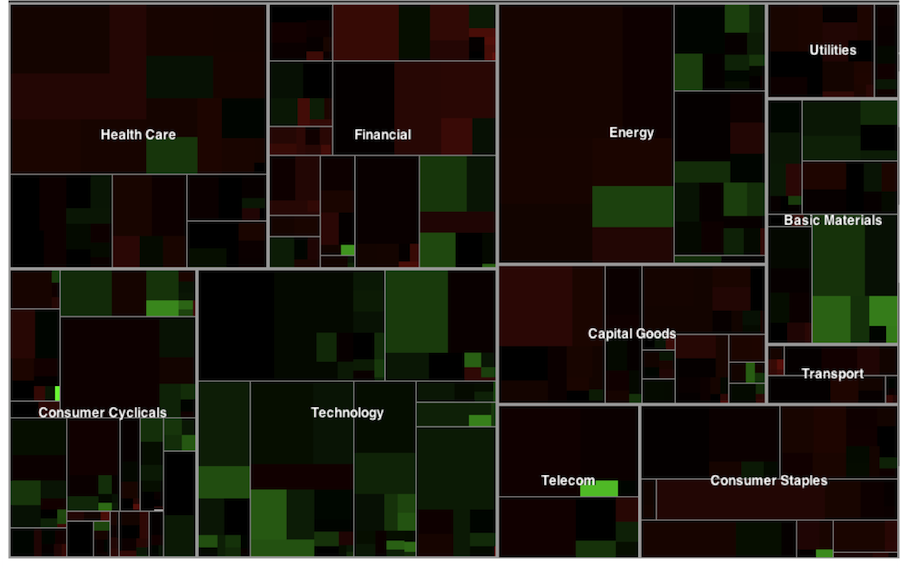 Health Care
Financial
Energy
Utilities
Basic Materials
Capital Goods
Transport
Consumer Cyclicals
Technology
Telecom
Consumer Staples